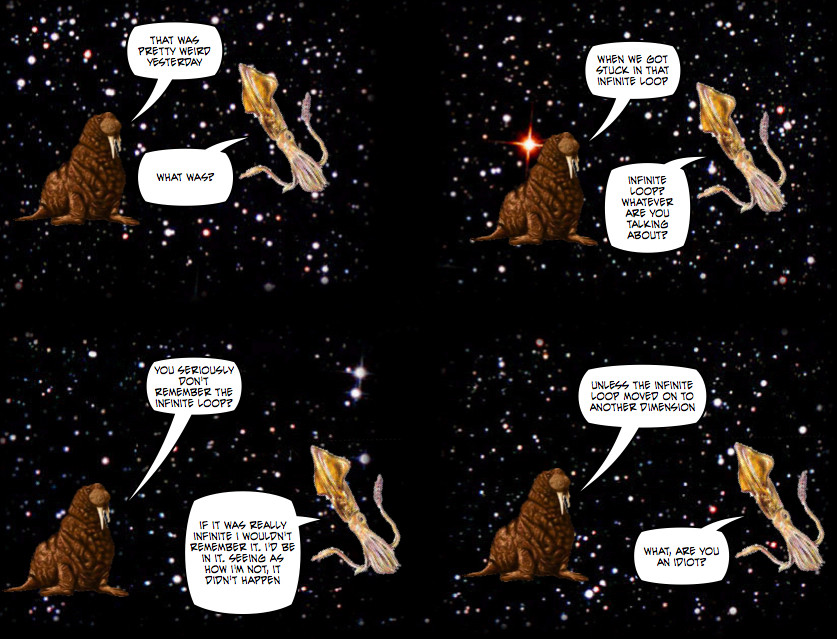 THAT WAS
PRETTY WEIRD
YESTERDAY
WHAT WAS?
WHEN WE GOT
STUCK IN THAT
INFINITE LOOP
INFINITE
LOOP?
WHATEVER
ARE YOU
TALKING
ABOUT?
YOU SERIOUSLY
DON'T
REMEMBER THE
INFINITE LOOP?
IF IT WAS REALLY
INFINITE I WOULDN'T
REMEMBER IT. I'D BE
IN IT. SEEING AS
HOW I'M NOT, IT
DIDN'T HAPPEN
UNLESS THE INFINITE
LOOP MOVED ON TO
ANOTHER DIMENSION
WHAT, ARE YOU
AN IDIOT?